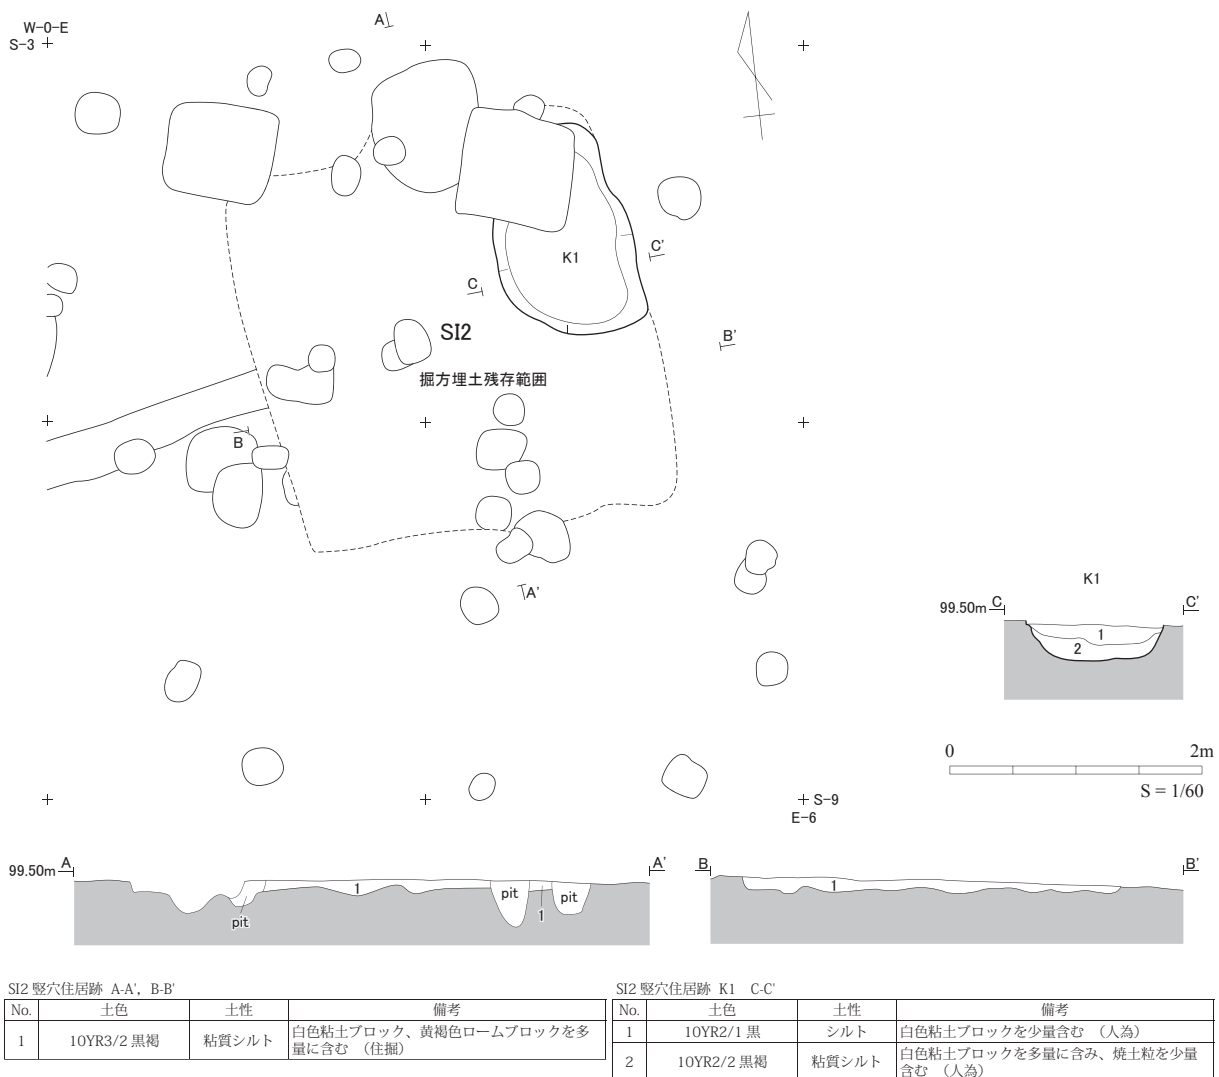 W-0-E
S-3
A
K1
C'
C
SI2
B'
掘方埋土残存範囲
B
A'
K1
99.50m C
C'
1
2
0
2m
S = 1/60
S-9
E-6
99.50m A
A'
B
B'
1
pit
pit
1
pit
1
SI2 竪穴住居跡 A-A', B-B'
No. 土色 土性 備考
1 10YR3/2 黒褐 粘質シルト 白色粘土ブロック、黄褐色ロームブロックを多
量に含む (住掘)
SI2 竪穴住居跡 K1 C-C'
No. 土色 土性 備考
1 10YR2/1 黒 シルト 白色粘土ブロックを少量含む (人為)
2 10YR2/2 黒褐 粘質シルト 白色粘土ブロックを多量に含み、焼土粒を少量
含む (人為)